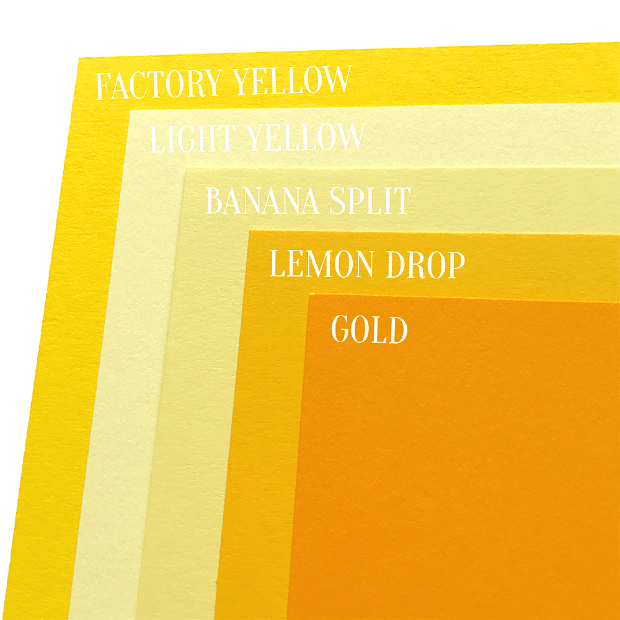 FACTORY YELLOW
LIGHT YELLOW
BANANA SPLIT
LEMON DROP
GOLD